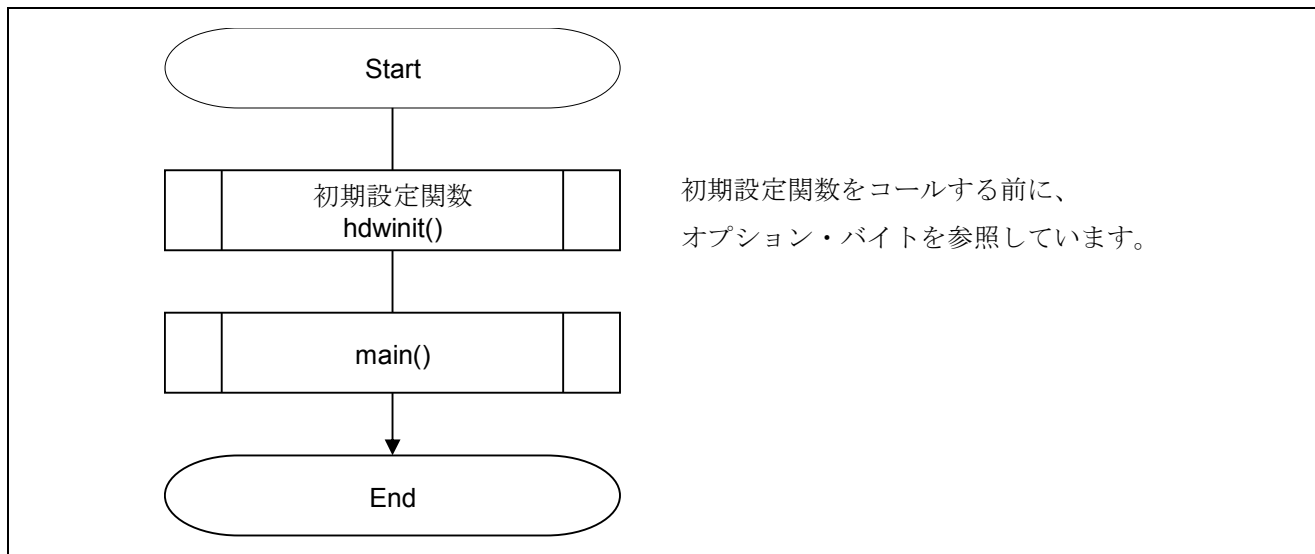 Start
初期設定関数
hdwinit()
初期設定関数をコールする前に、
オプション・バイトを参照しています。
main()
End